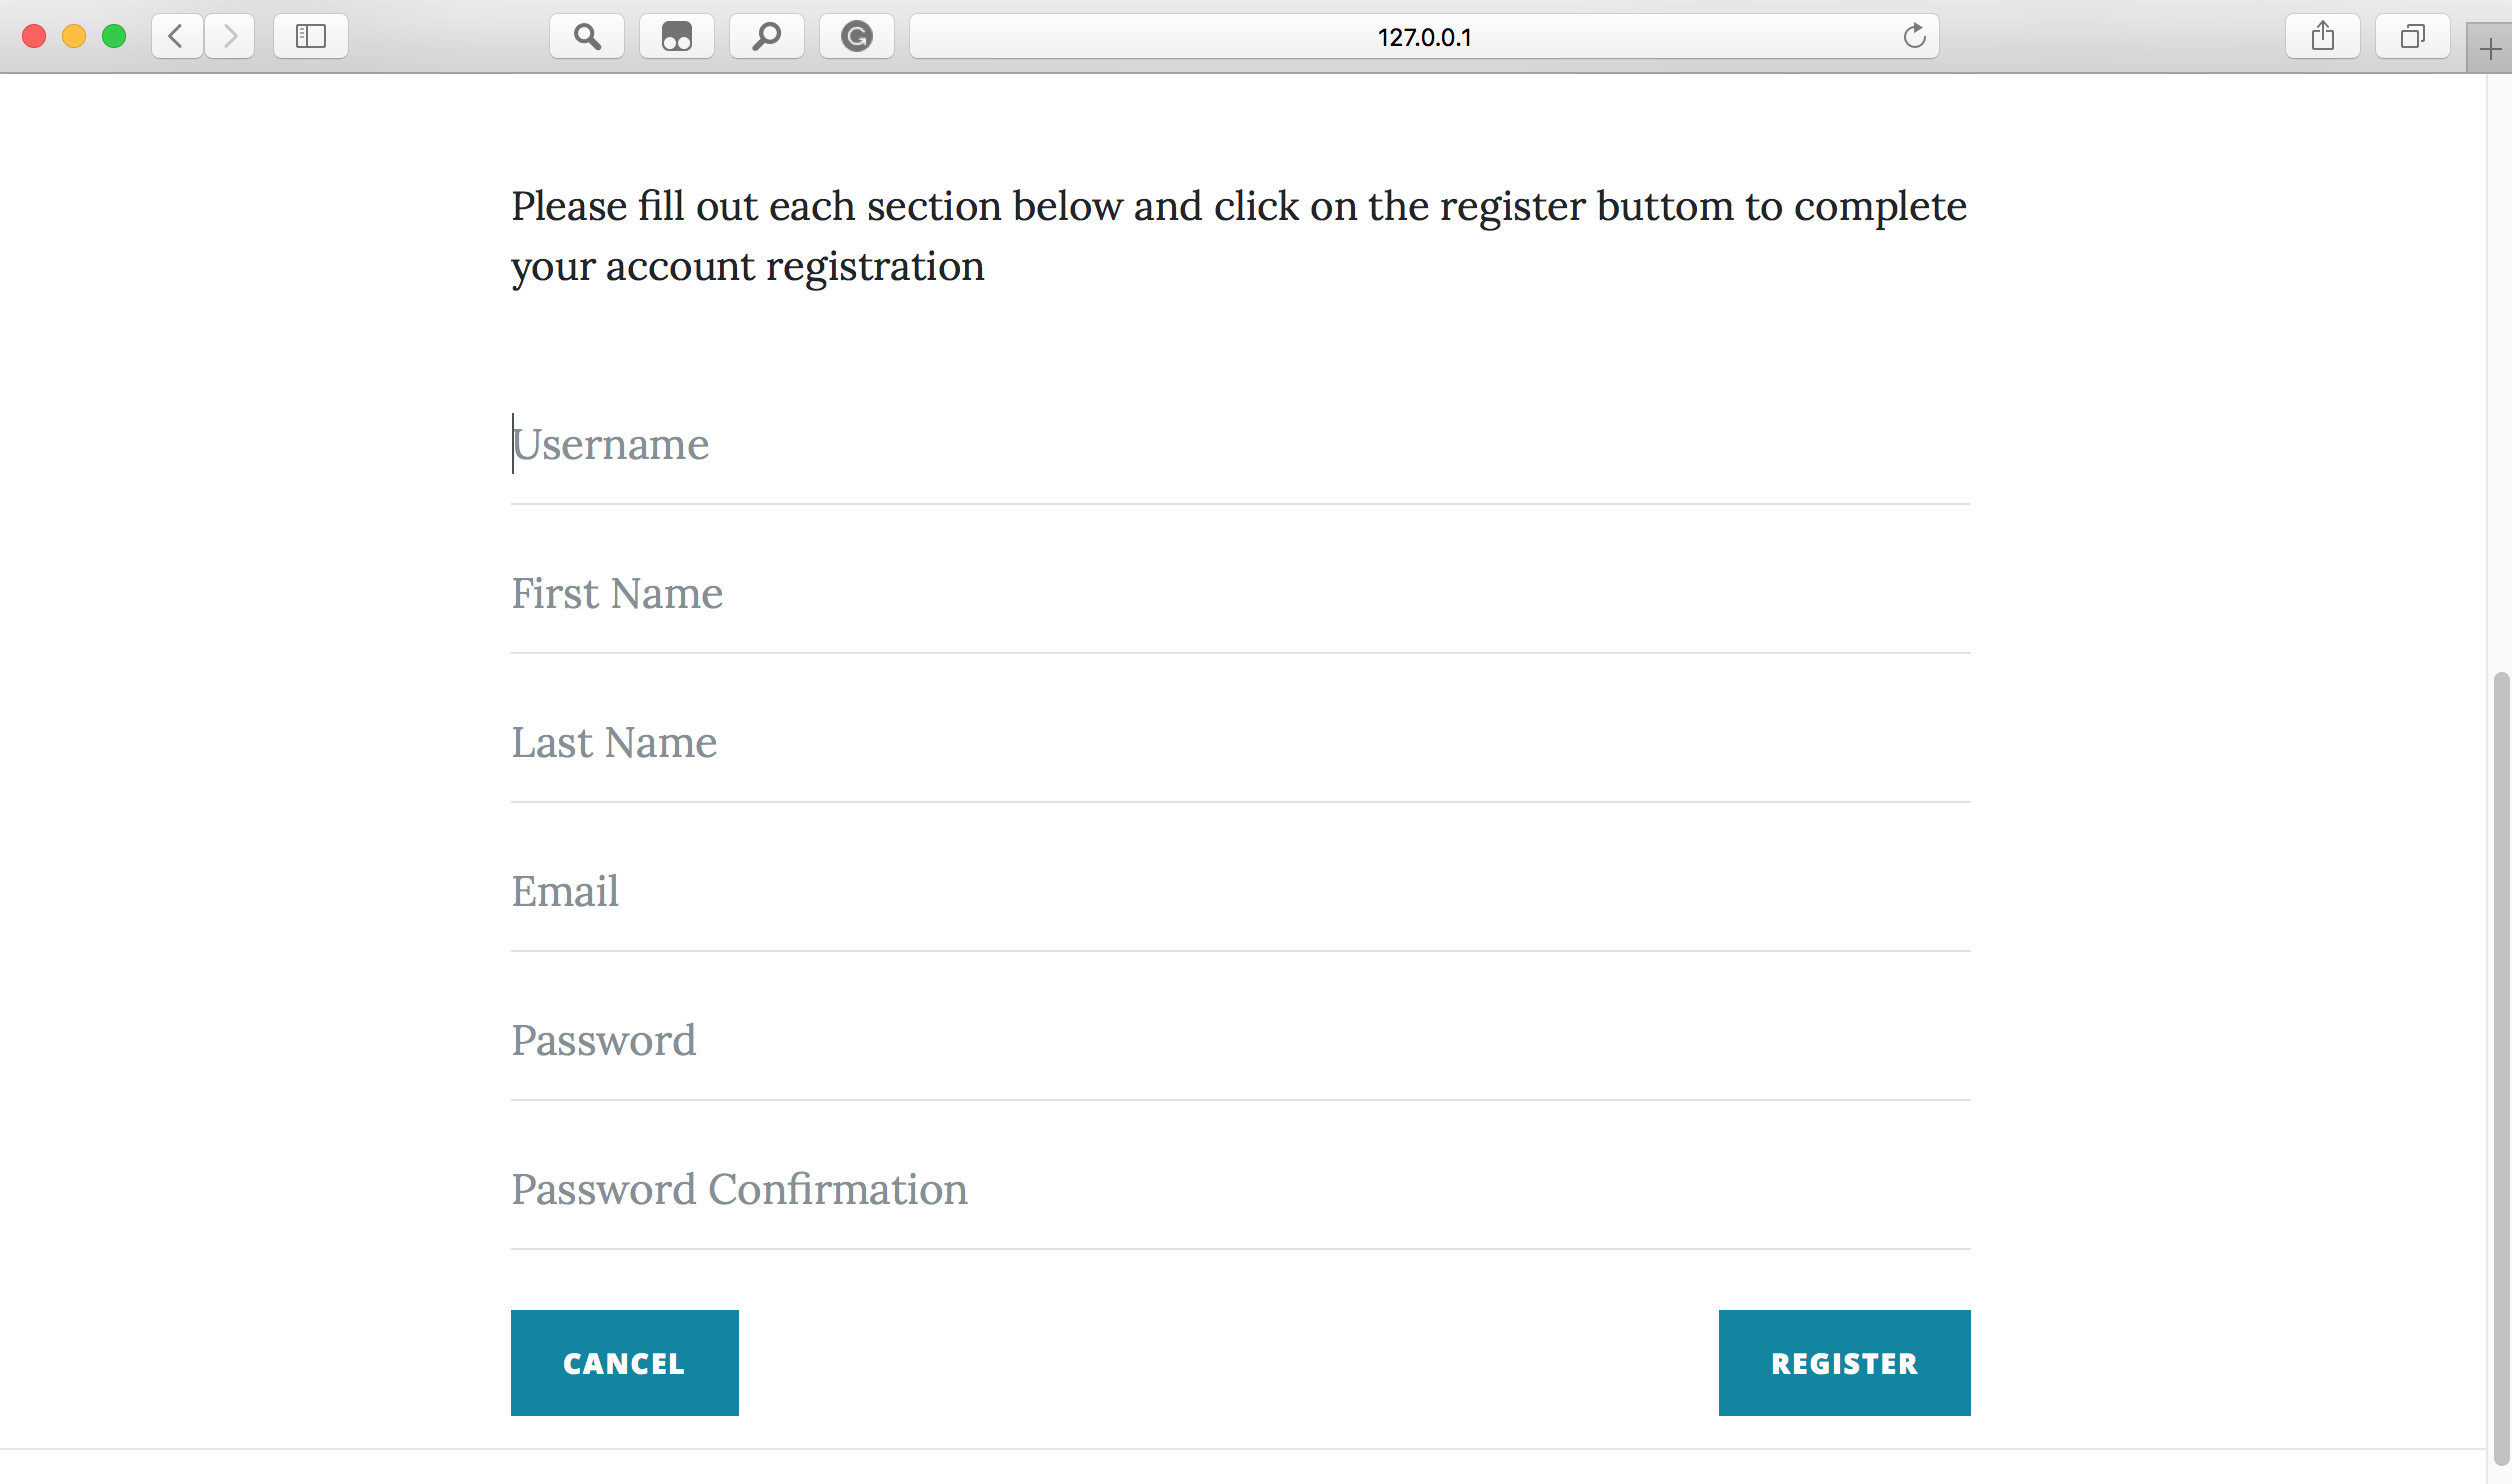 127.0.0.1
Please fill out each section below and click on the register buttom to complete
your account registration
Username
First Name
Last Name
Email
Password
Password Confirmation
CANCEL
REGISTER